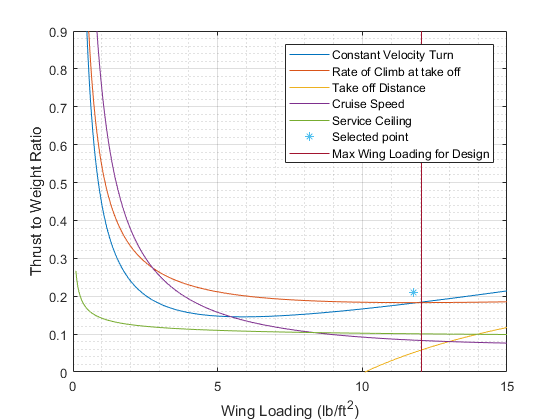 0.9
0.8
0.7
0.6
0.5
0.4
0.3
0.2
0.1
0
Thrust to Weight Ratio
Constant Velocity Turn
Rate of Climb at take off
Take off Distance
Cruise Speed
Service Ceiling
Selected point
Max Wing Loading for Design
0 5 10 15
Wing Loading (lb/ft²)